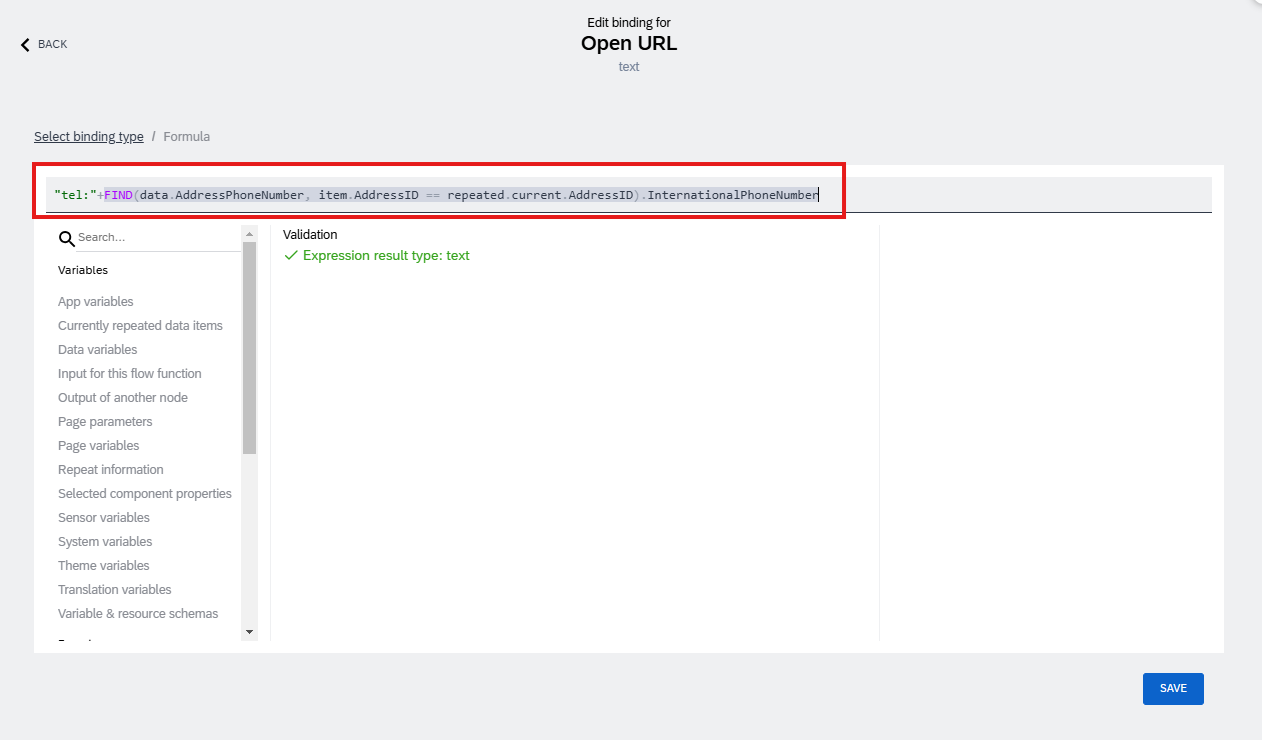 Edit binding for
BACK
Open URL
text
Select binding type / Formula
"tel:"+FIND(data.AddressPhoneNumber, item.AddressID == repeated.current.AddressID).InternationalPhoneNumber
Search...
Validation
Expression result type: text
Variables
App variables
Currently repeated data items
Data variables
Input for this flow function
Output of another node
Page parameters
Page variables
Repeat information
Selected component properties
Sensor variables
System variables
Theme variables
Translation variables
Variable & resource schemas
SAVE